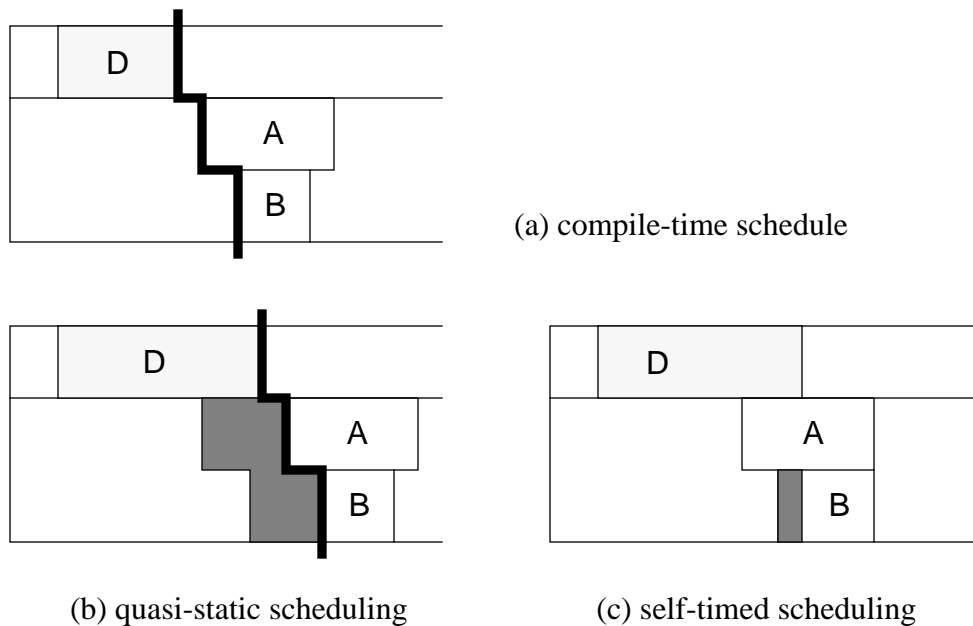 D
A
B
(a) compile-time schedule
D
A
B
D
A
B
(b) quasi-static scheduling
(c) self-timed scheduling